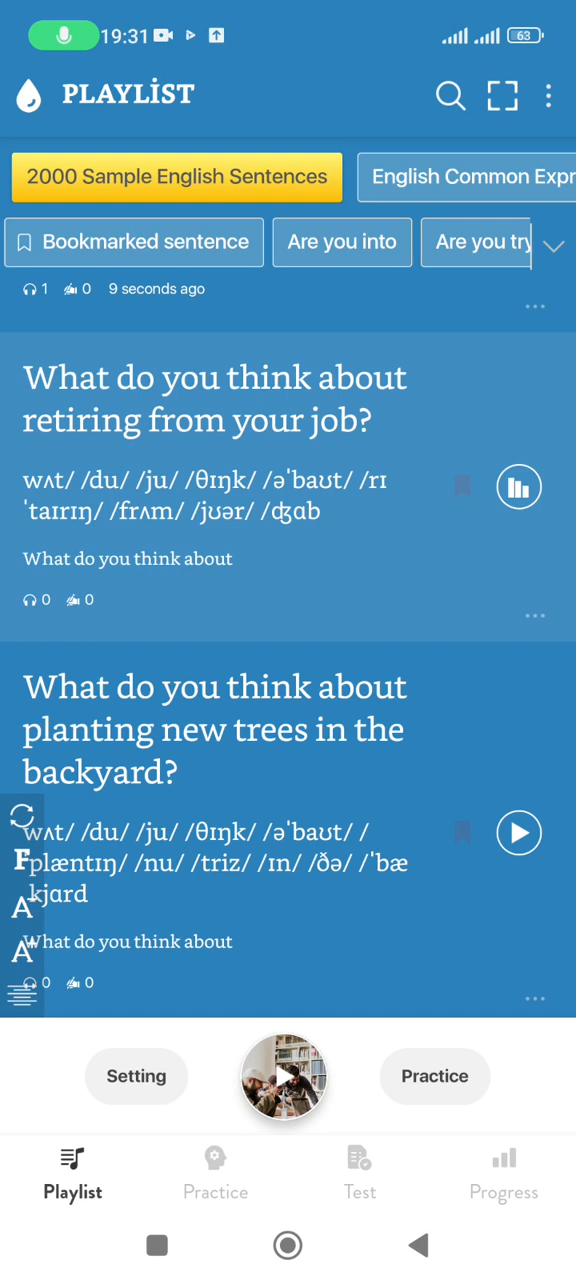 19:31
63
PLAYLİST
2000 Sample English Sentences
English Common Expr
Bookmarked sentence
Are you into
Are you try
1 0 9 seconds ago
What do you think about
retiring from your job?
wʌt/ /du/ /ju/ /θɪŋk/ /əˈbaʊt/ /rɪ
ˈtaɪrɪŋ/ /frʌm/ /jʊər/ /ʤɑb
What do you think about
0 0
What do you think about
planting new trees in the
backyard?
wʌt/ /du/ /ju/ /θɪŋk/ /əˈbaʊt/ /
F
plæntɪŋ/ /nu/ /triz/ /ɪn/ /ðə/ /ˈbæ
A
kjɑrd
A
What do you think about
0 0
Setting
Practice
Playlist
Practice
Test
Progress